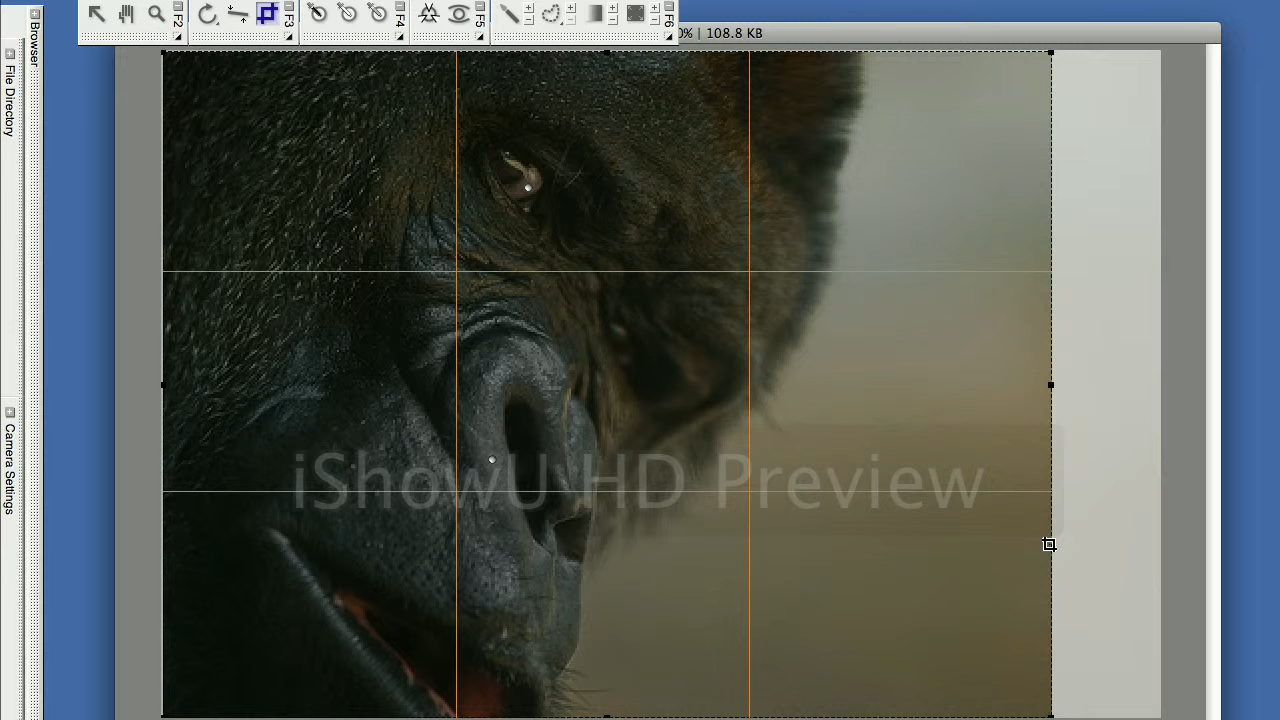 F2
F3
F4
F5
F6
0% | 108.8 KB
Browser
File Directory
Camera Settings
iShowU HD Preview